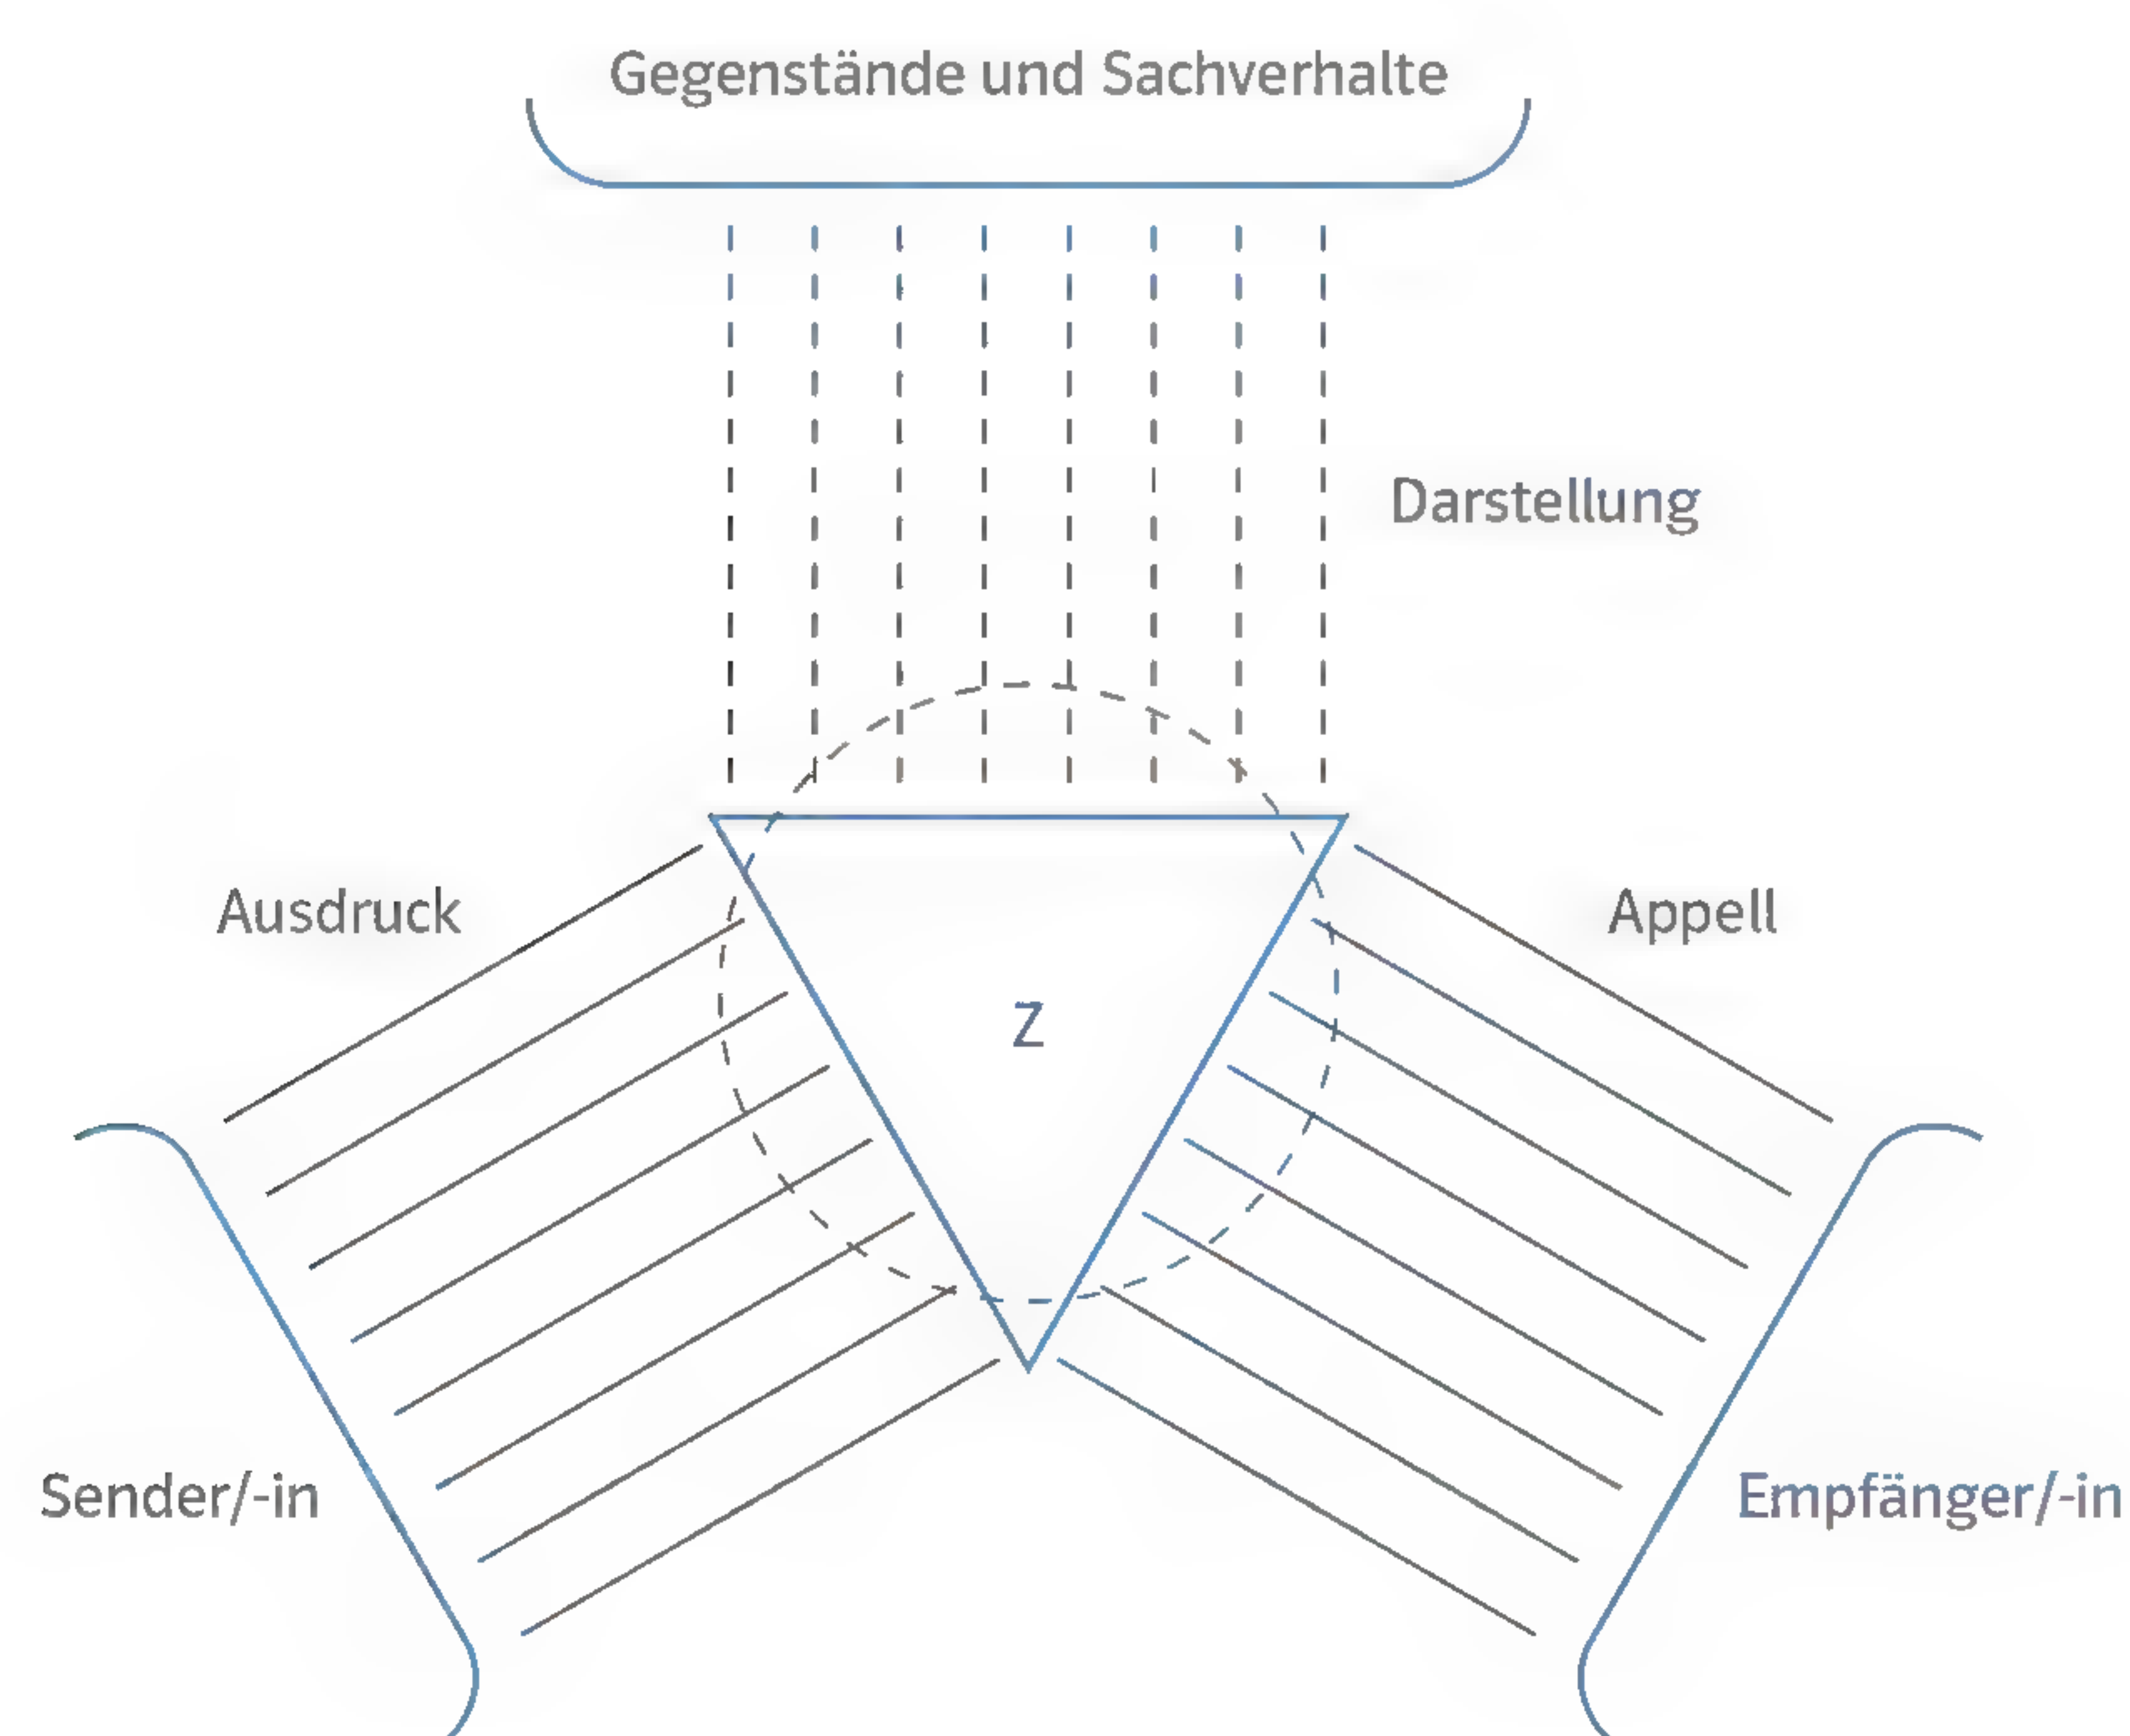 Gegenstände und Sachverhalte
Darstellung
Ausdruck
Appell
Z
Sender/-in
Empfänger/-in